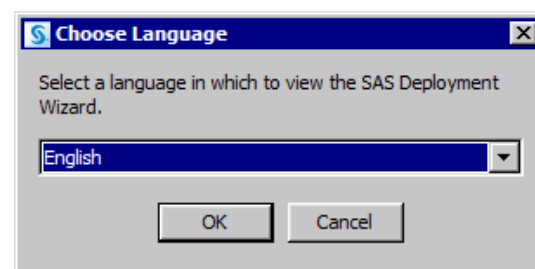 Choose Language
Select a language in which to view the SAS Deployment
Wizard.
English
OK
Cancel